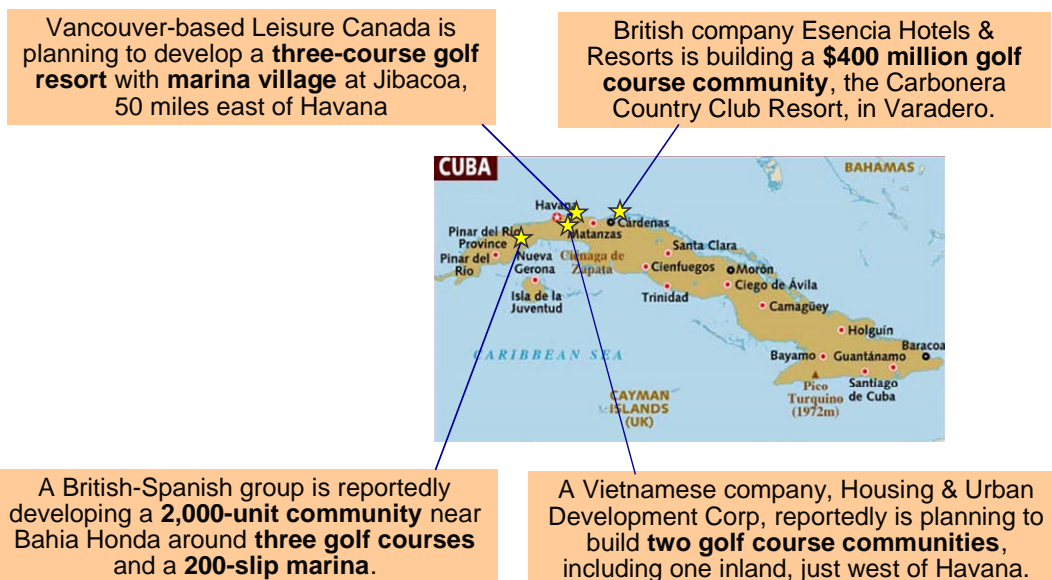 Vancouver-based Leisure Canada is
planning to develop a three-course golf
resort with marina village at Jibacoa,
50 miles east of Havana
British company Esencia Hotels &
Resorts is building a $400 million golf
course community, the Carbonera
Country Club Resort, in Varadero.
CUBA
BAHAMAS
Havana
Pinar del Río
Province
Matanzas
Cárdenas
Pinar del
Río
Nueva
Gerona
Ciénaga de
Zapata
Santa Clara
Cienfuegos
Morón
Isla de la
Juventud
Trinidad
Ciego de Ávila
Camagüey
Holguín
CARIBBEAN SEA
Bayamo
Guantánamo
Baracoa
CAYMAN
ISLANDS
(UK)
Pico
Turquino
(1972m)
Santiago
de Cuba
A British-Spanish group is reportedly
developing a 2,000-unit community near
Bahia Honda around three golf courses
and a 200-slip marina.
A Vietnamese company, Housing & Urban
Development Corp, reportedly is planning to
build two golf course communities,
including one inland, just west of Havana.